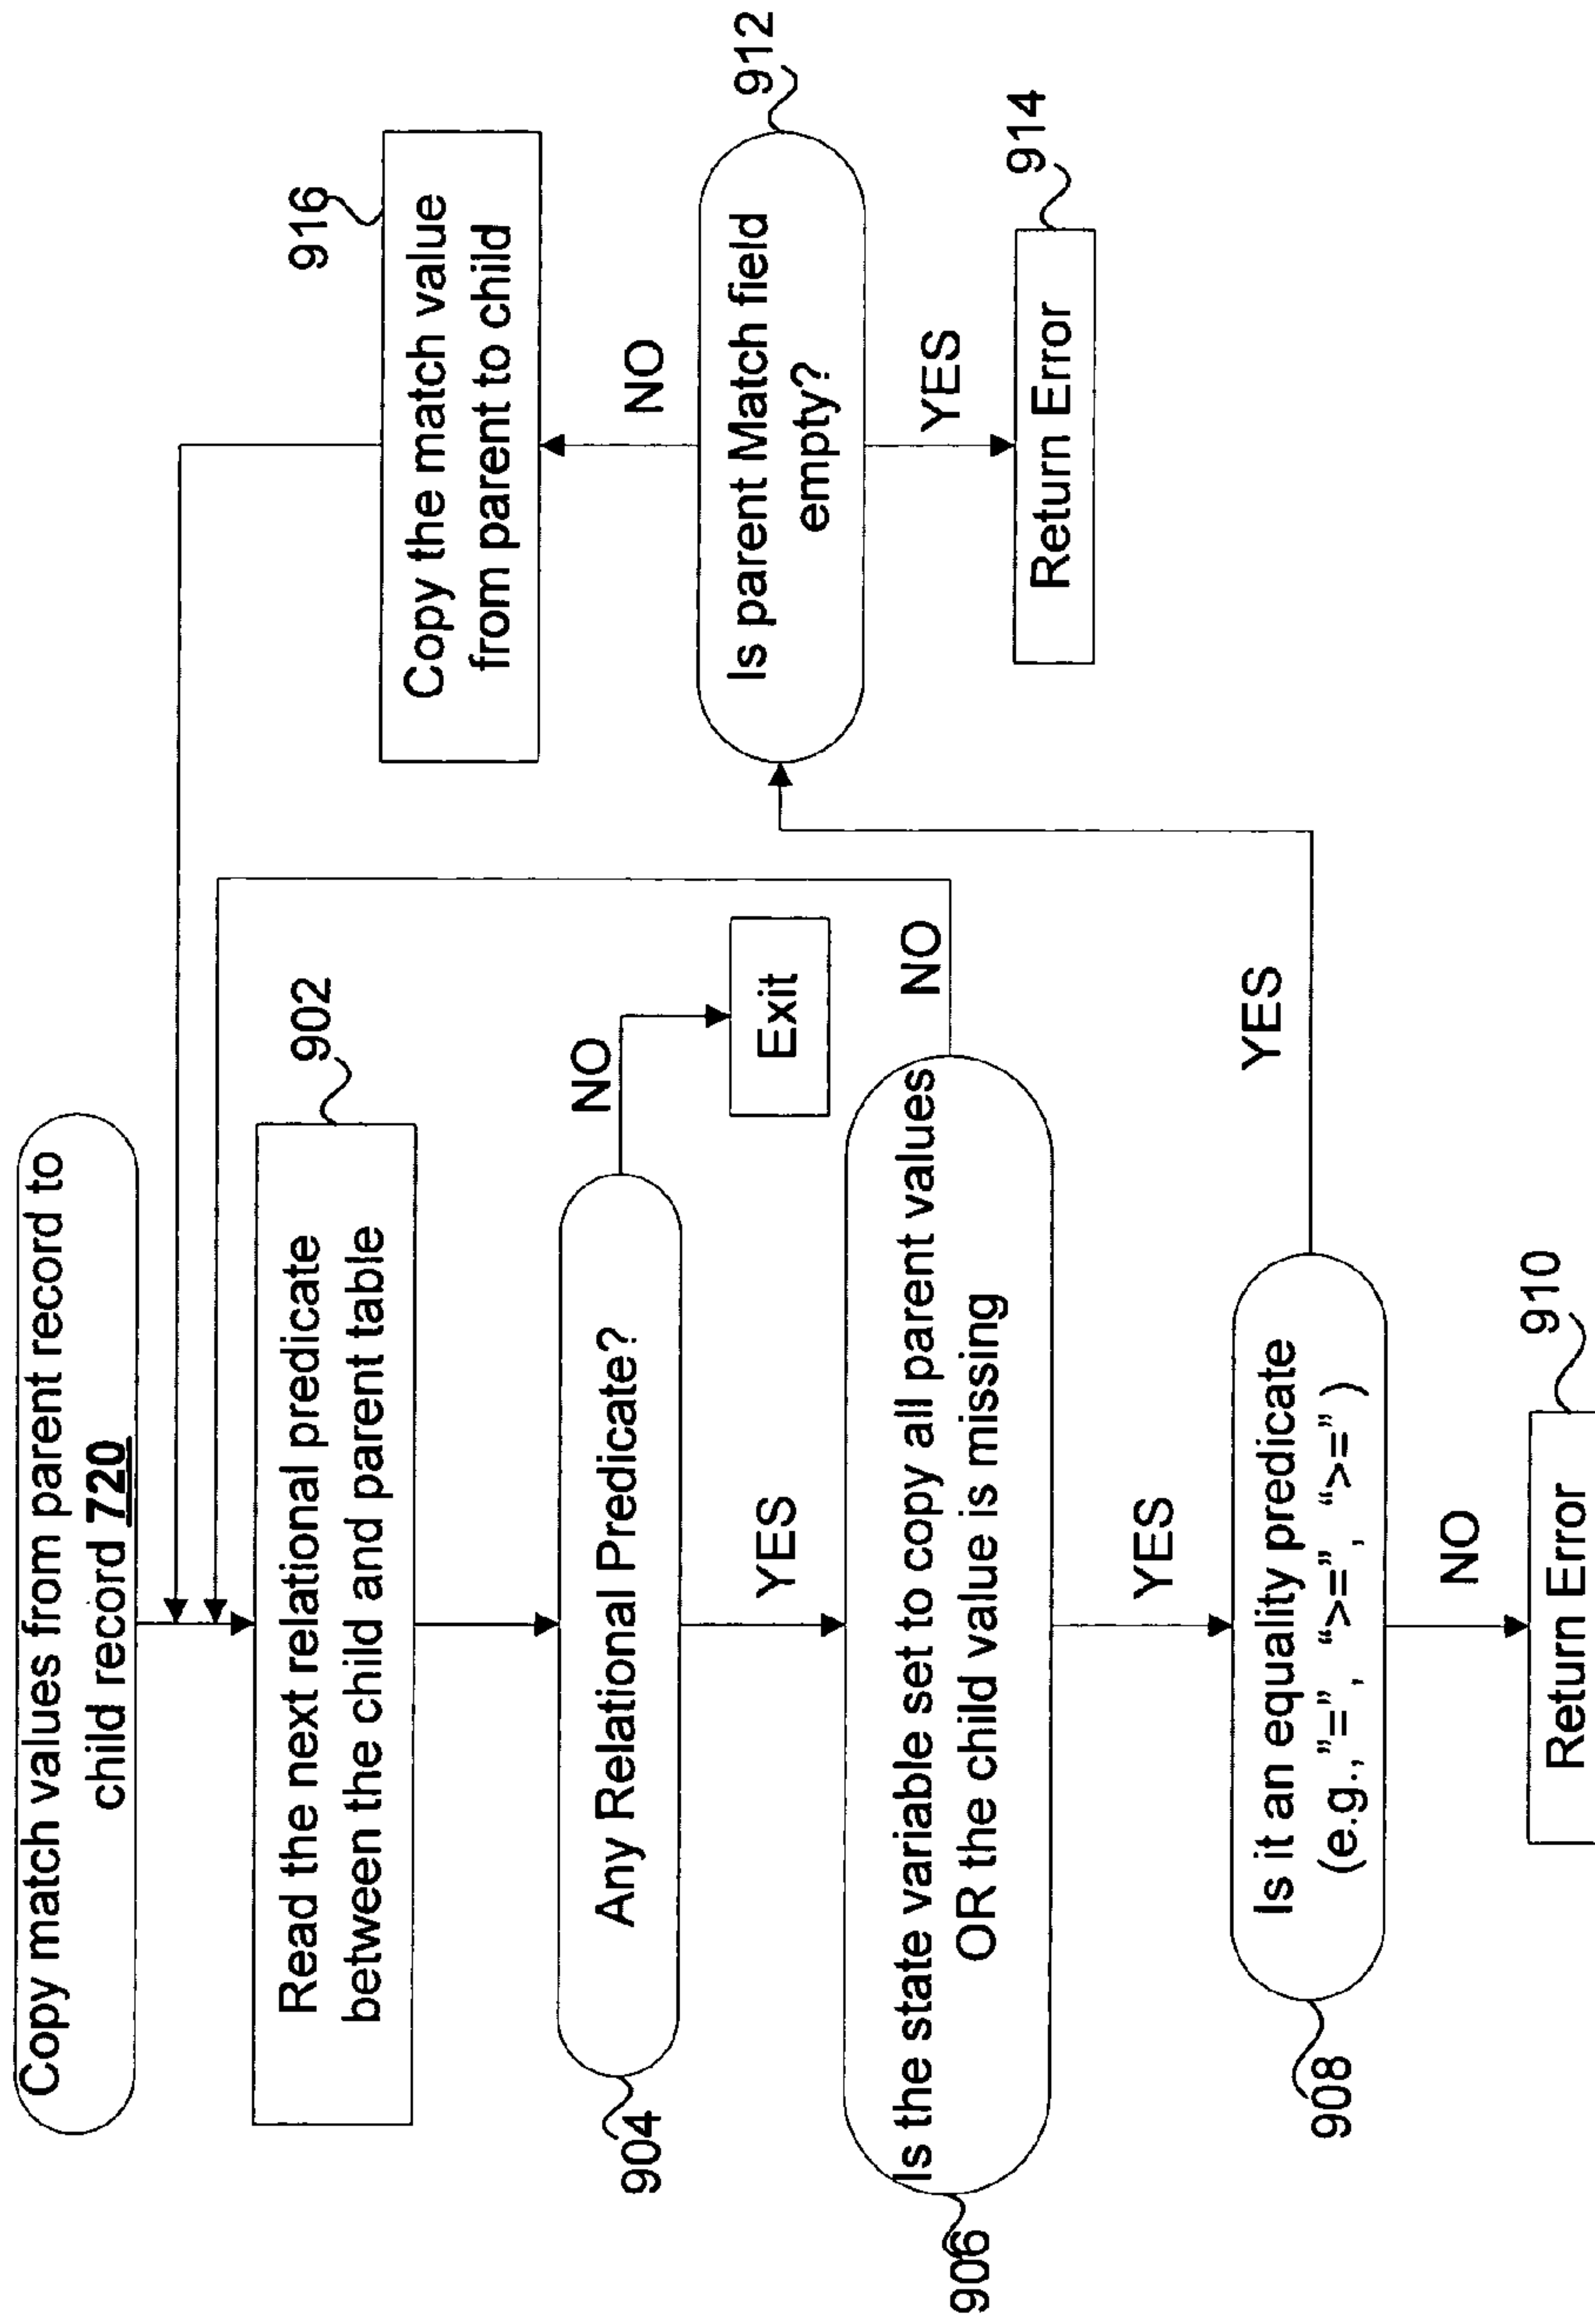 Copy match values from parent record to
child record 720
Read the next relational predicate
between the child and parent table
902
Any Relational Predicate?
904
NO
Exit
YES
Is the state variable set to copy all parent values
OR the child value is missing
906
NO
YES
Is it an equality predicate
(e.g., ”=” , “>=” , “>=” )
908
YES
NO
Return Error
910
Copy the match value
from parent to child
916
NO
Is parent Match field
empty?
912
YES
Return Error
914